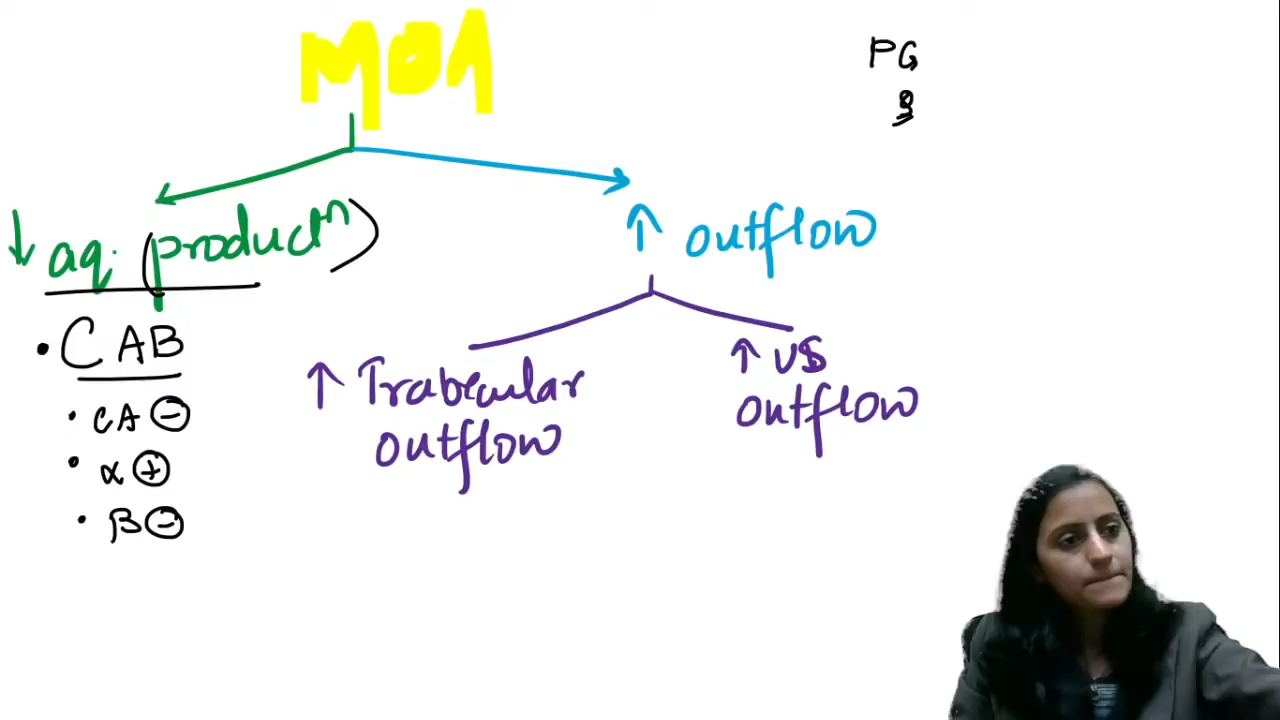 MOA
PG
↓ aq. (productⁿ)
↑ outflow
• CAB
• CA ⊖
• α ⊕
• β ⊖
↑ Trabecular
outflow
↑ US
outflow